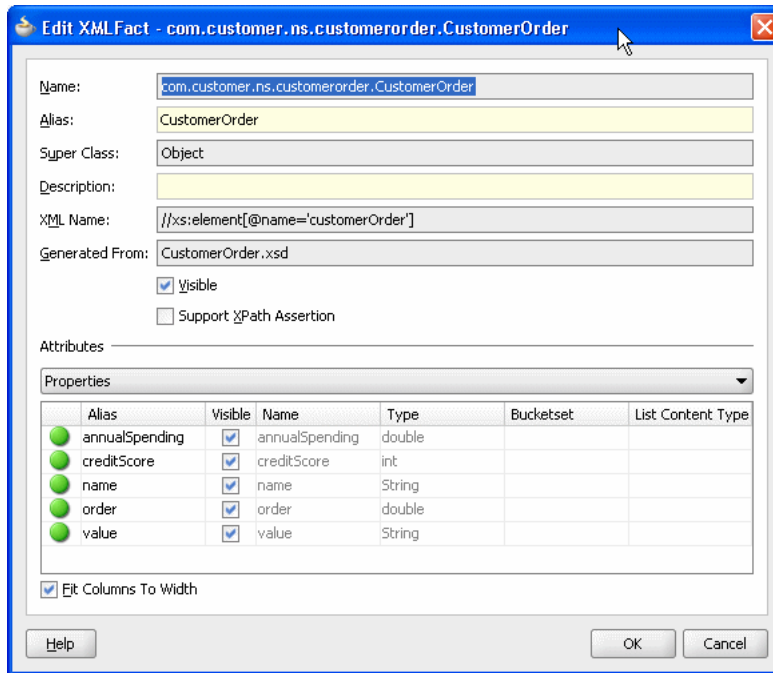 Edit XMLFact - com.customer.ns.customerorder.CustomerOrder
Name: com.customer.ns.customerorder.CustomerOrder
Alias: CustomerOrder
Super Class: Object
Description:
XML Name: //xs:element[@name='customerOrder']
Generated From: CustomerOrder.xsd
Visible
Support XPath Assertion
Attributes
Properties
Alias Visible Name Type Bucketset List Content Type
annualSpending annualSpending double
creditScore creditScore int
name name String
order order double
value value String
Fit Columns To Width
Help OK Cancel